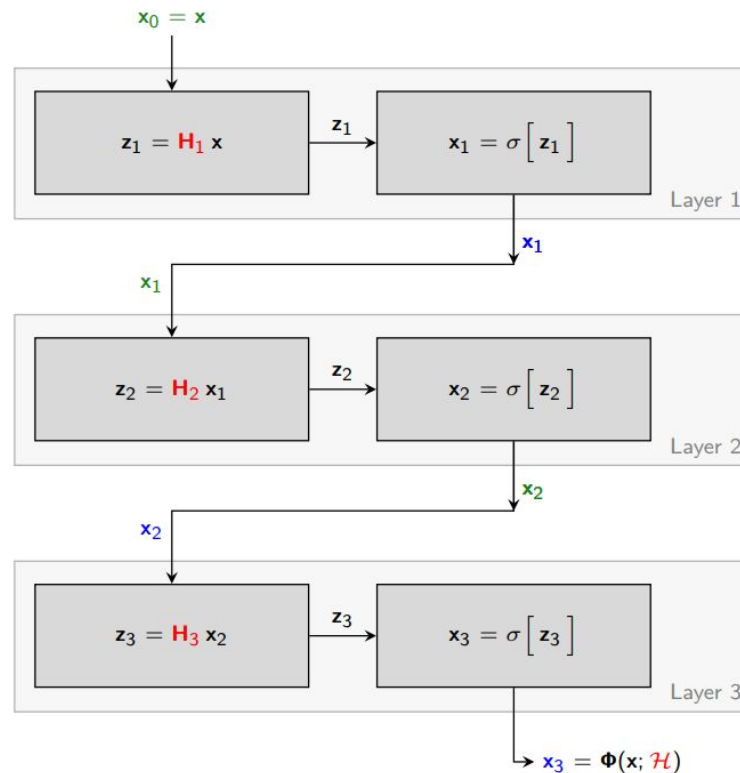 x₀ = x
z₁ = H₁ x
z₁
x₁ = σ[ z₁ ]
Layer 1
x₁
x₁
z₂ = H₂ x₁
z₂
x₂ = σ[ z₂ ]
Layer 2
x₂
x₂
z₃ = H₃ x₂
z₃
x₃ = σ[ z₃ ]
Layer 3
x₃ = Φ(x; ℋ)